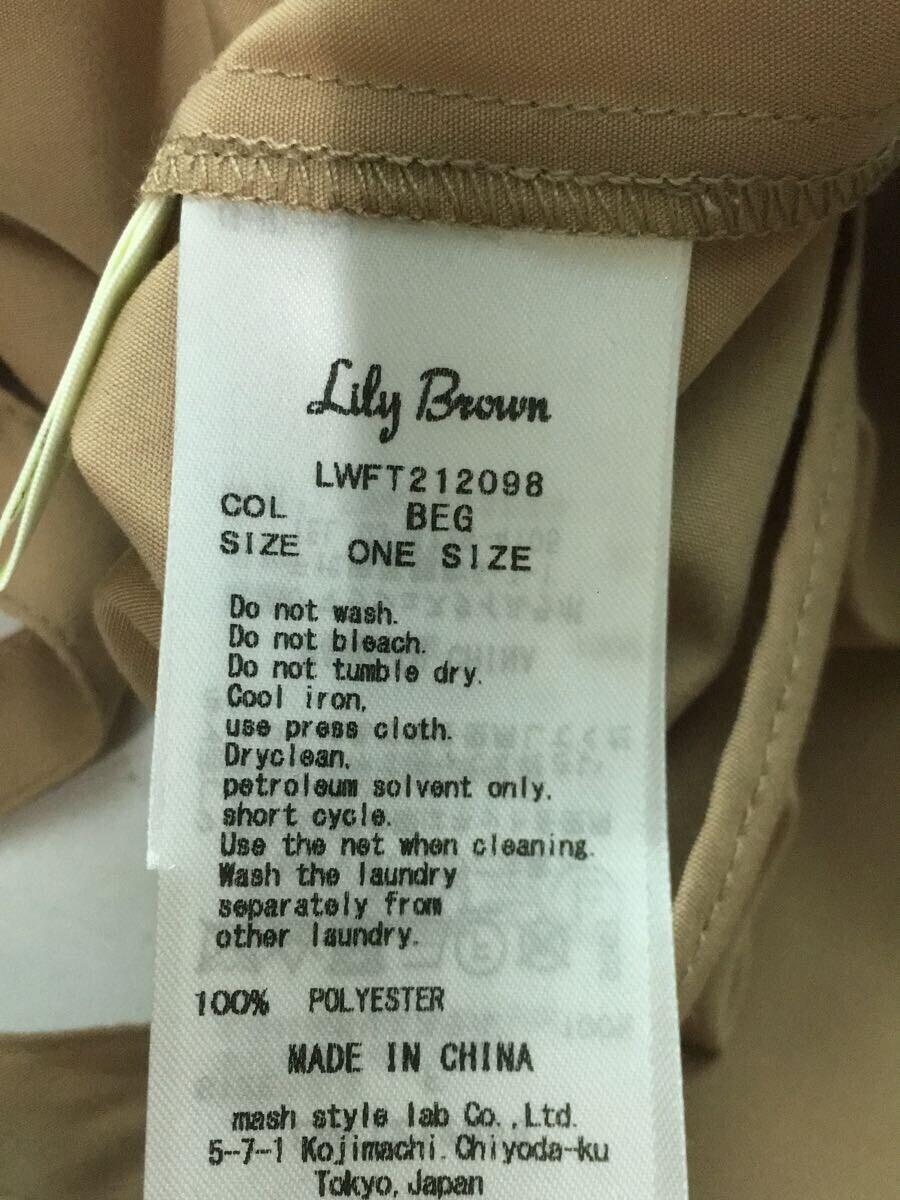 Lily Brown
LWFT212098
COL BEG
SIZE ONE SIZE
Do not wash.
Do not bleach.
Do not tumble dry.
Cool iron,
use press cloth.
Dryclean,
petroleum solvent only,
short cycle.
Use the net when cleaning.
Wash the laundry
separately from
other laundry.
100% POLYESTER
MADE IN CHINA
mash style lab Co.,Ltd.
5-7-1 Kojimachi.Chiyoda-ku
Tokyo,Japan